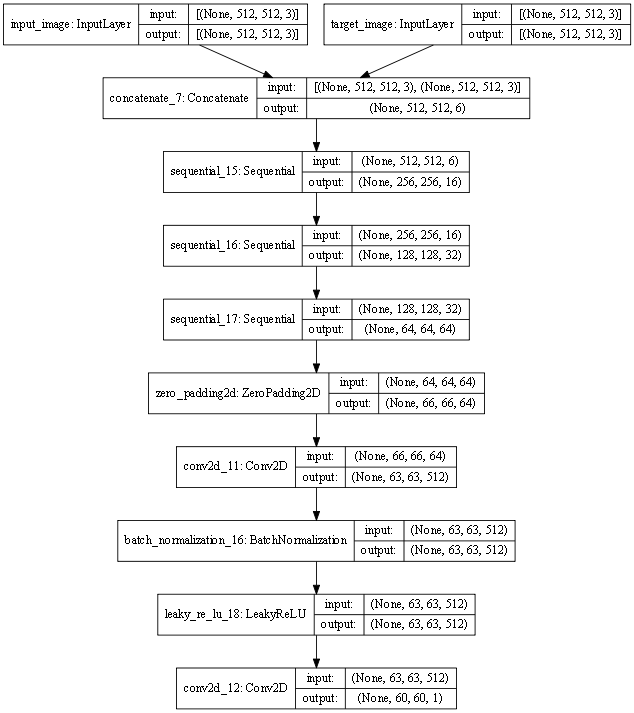 input_image: InputLayer
input: [(None, 512, 512, 3)]
output: [(None, 512, 512, 3)]
target_image: InputLayer
input: [(None, 512, 512, 3)]
output: [(None, 512, 512, 3)]
concatenate_7: Concatenate
input: [(None, 512, 512, 3), (None, 512, 512, 3)]
output: (None, 512, 512, 6)
sequential_15: Sequential
input: (None, 512, 512, 6)
output: (None, 256, 256, 16)
sequential_16: Sequential
input: (None, 256, 256, 16)
output: (None, 128, 128, 32)
sequential_17: Sequential
input: (None, 128, 128, 32)
output: (None, 64, 64, 64)
zero_padding2d: ZeroPadding2D
input: (None, 64, 64, 64)
output: (None, 66, 66, 64)
conv2d_11: Conv2D
input: (None, 66, 66, 64)
output: (None, 63, 63, 512)
batch_normalization_16: BatchNormalization
input: (None, 63, 63, 512)
output: (None, 63, 63, 512)
leaky_re_lu_18: LeakyReLU
input: (None, 63, 63, 512)
output: (None, 63, 63, 512)
conv2d_12: Conv2D
input: (None, 63, 63, 512)
output: (None, 60, 60, 1)